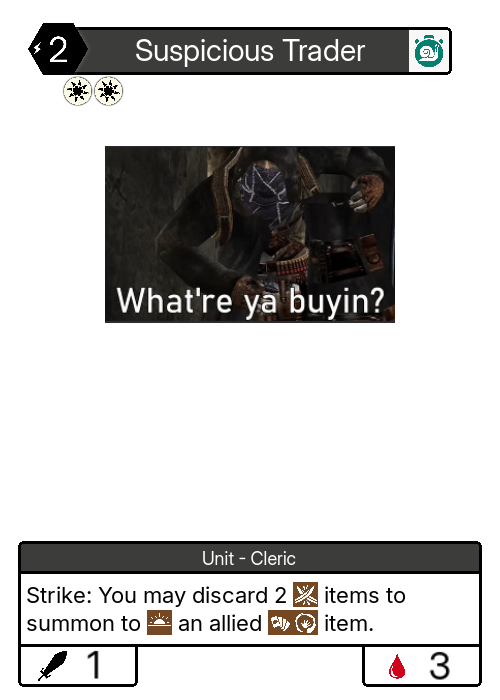 2 Suspicious Trader
What're ya buyin?
Unit - Cleric
Strike: You may discard 2 items to
summon to an allied item.
1 3